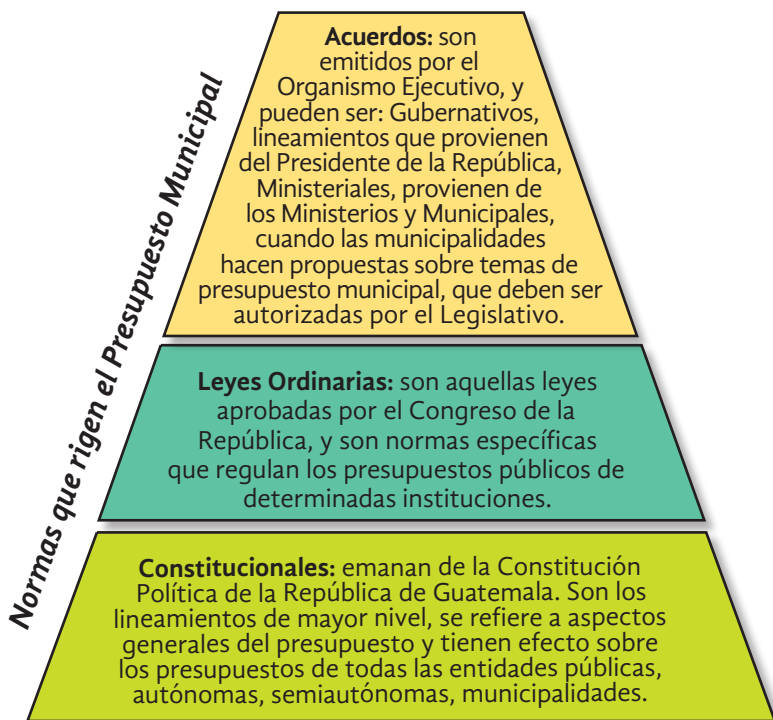 Normas que rigen el Presupuesto Municipal
Acuerdos: son
emitidos por el
Organismo Ejecutivo, y
pueden ser: Gubernativos,
lineamientos que provienen
del Presidente de la República,
Ministeriales, provienen de
los Ministerios y Municipales,
cuando las municipalidades
hacen propuestas sobre temas de
presupuesto municipal, que deben ser
autorizadas por el Legislativo.
Leyes Ordinarias: son aquellas leyes
aprobadas por el Congreso de la
República, y son normas específicas
que regulan los presupuestos públicos de
determinadas instituciones.
Constitucionales: emanan de la Constitución
Política de la República de Guatemala. Son los
lineamientos de mayor nivel, se refiere a aspectos
generales del presupuesto y tienen efecto sobre
los presupuestos de todas las entidades públicas,
autónomas, semiautónomas, municipalidades.